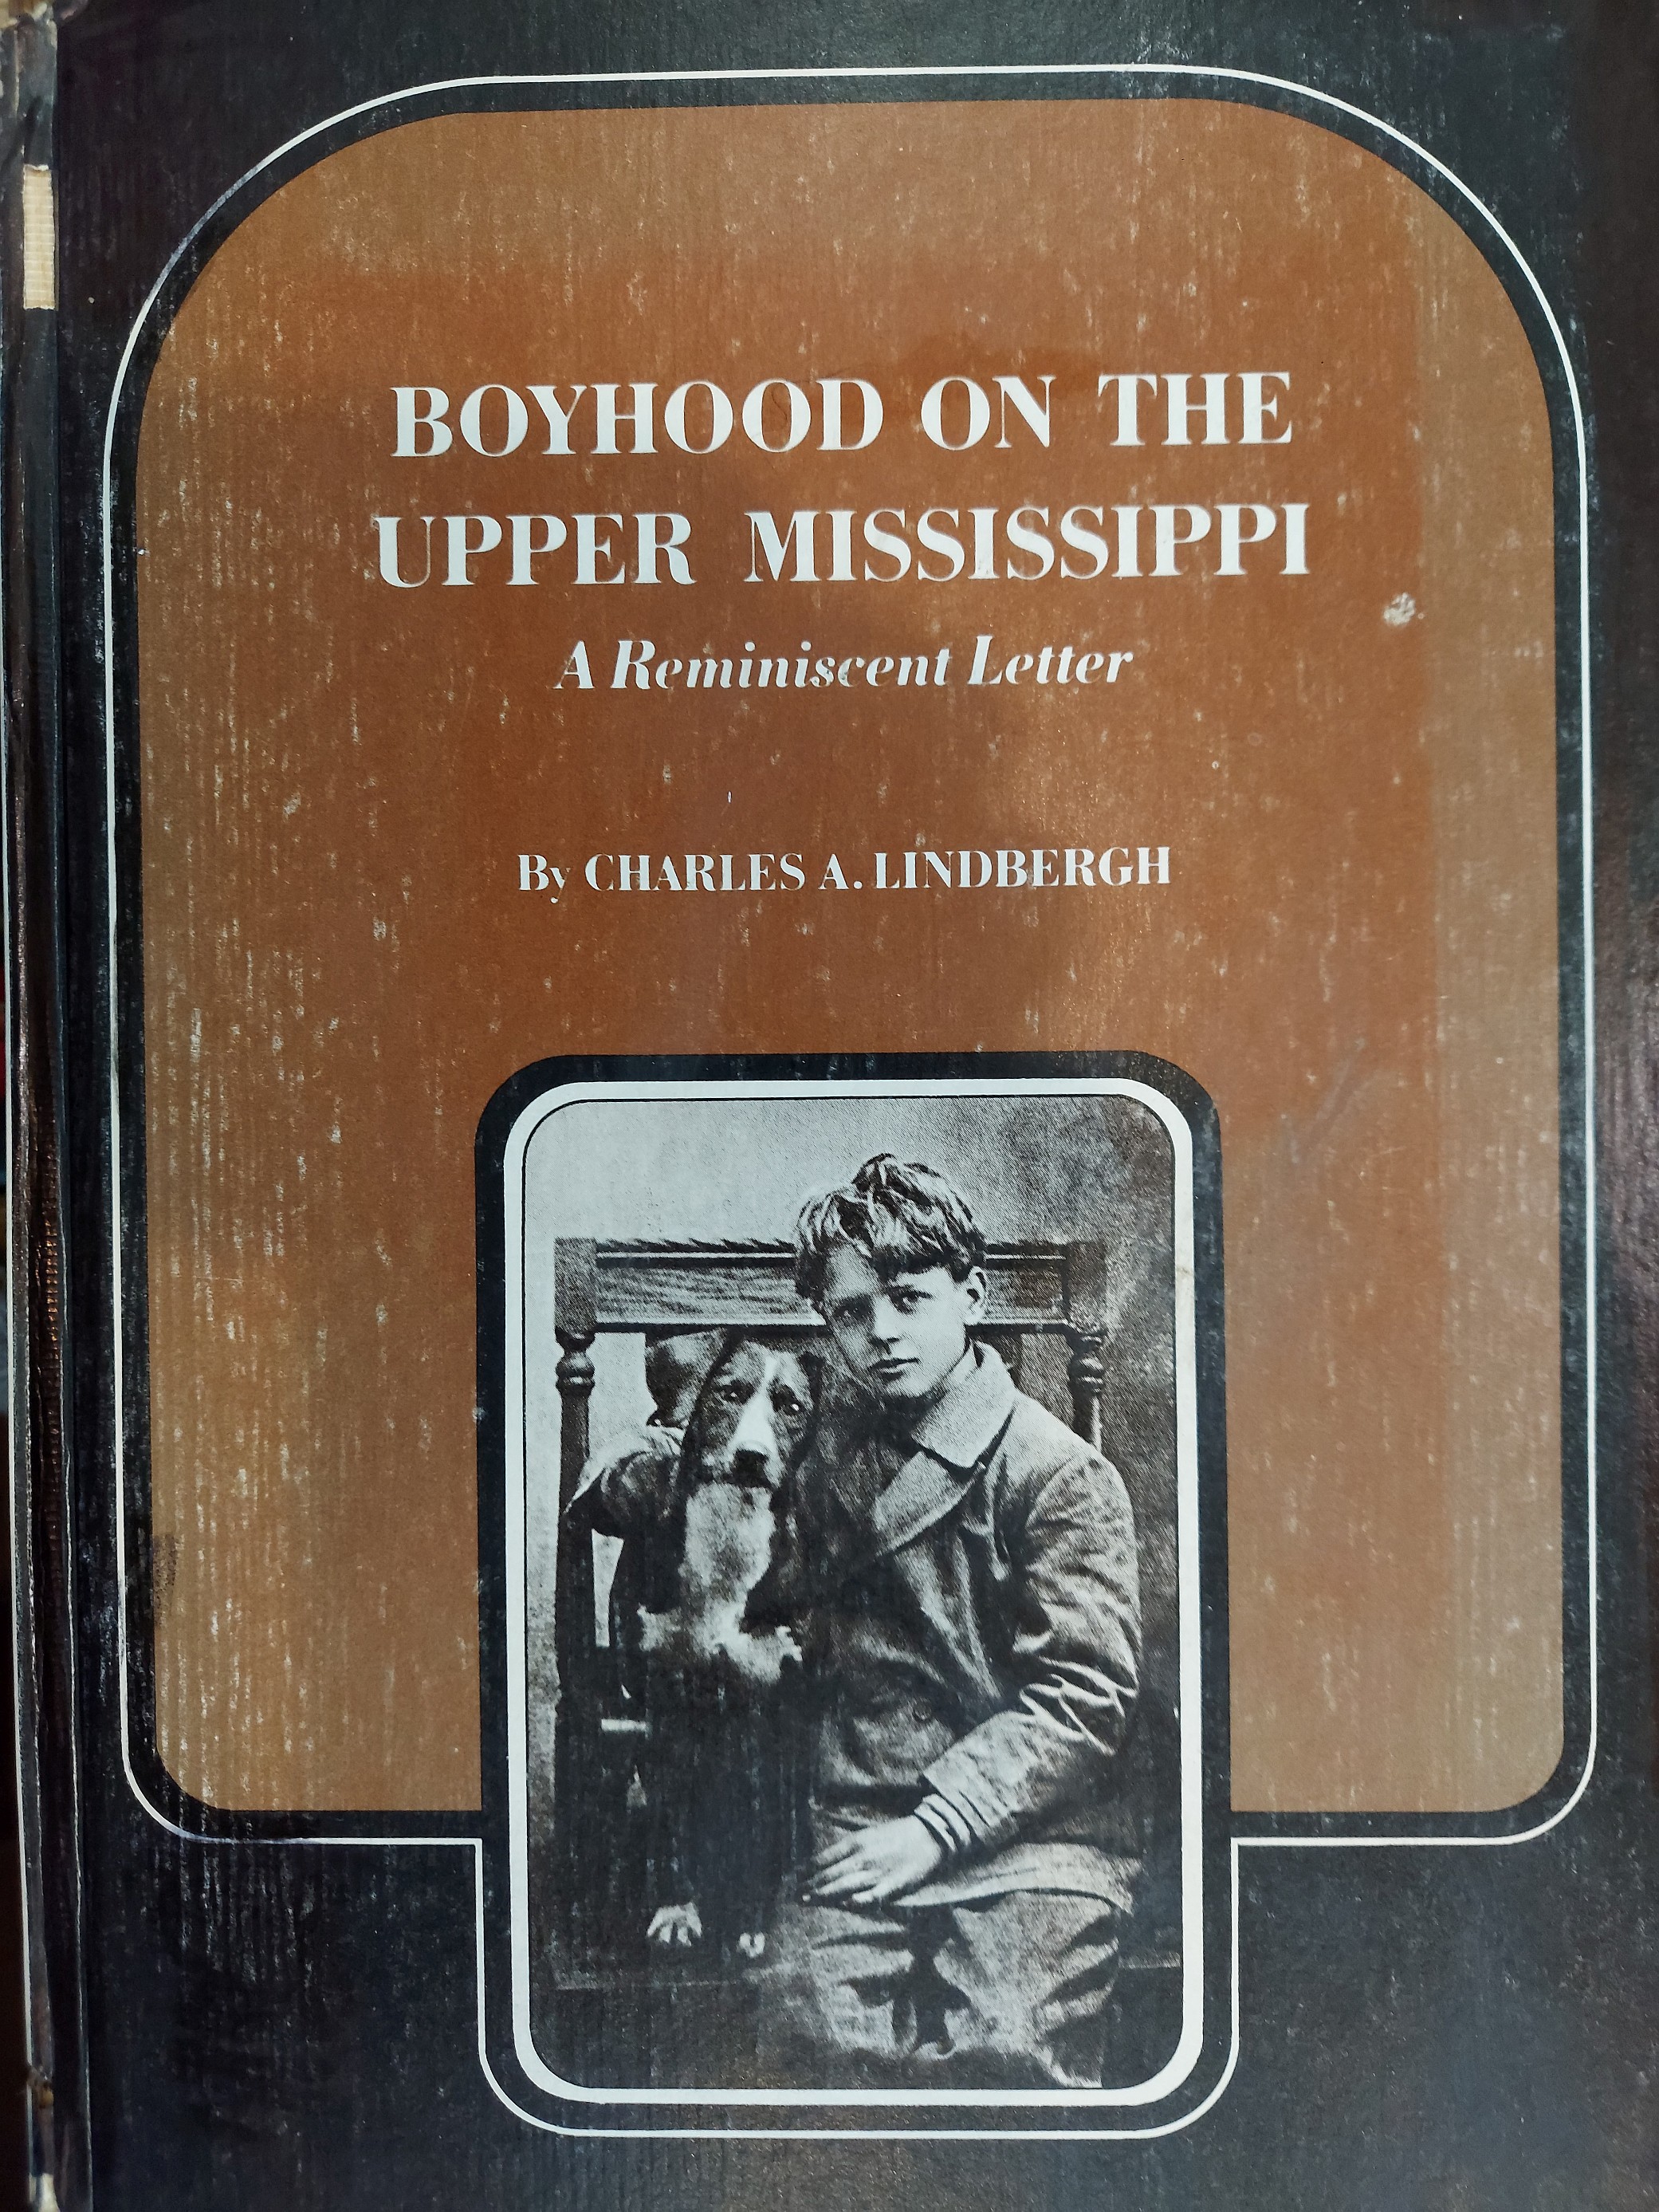 BOYHOOD ON THE
UPPER MISSISSIPPI
A Reminiscent Letter
By CHARLES A. LINDBERGH